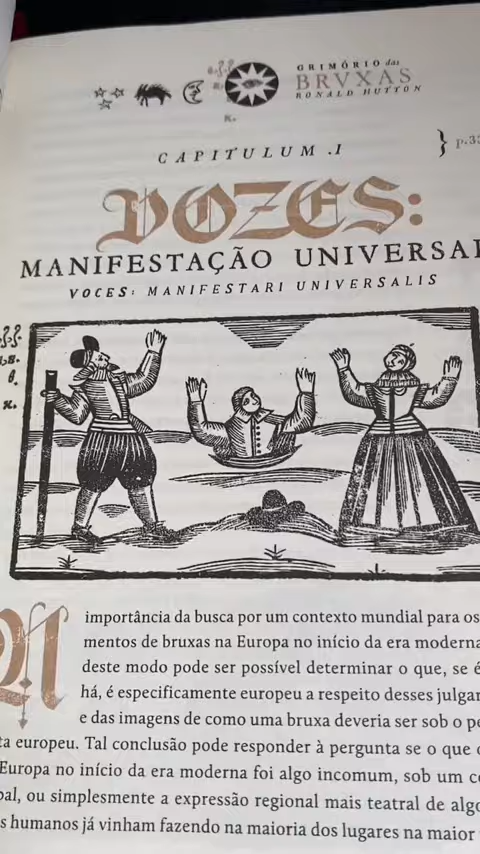 GRIMÓRIO das
BRVXAS
RONALD HUTTON
CAPITULUM .I
VOZES:
MANIFESTAÇÃO UNIVERSAL
VOCES: MANIFESTARI UNIVERSALIS
A importância da busca por um contexto mundial para os
mentos de bruxas na Europa no início da era moderna
deste modo pode ser possível determinar o que, se é
há, é especificamente europeu a respeito desses
e das imagens de como uma bruxa deveria ser sob o
europeu. Tal conclusão pode responder à pergunta se o que
Europa no início da era moderna foi algo incomum, sob um
ou simplesmente a expressão regional mais teatral de
humanos já vinham fazendo na maioria dos lugares na maior